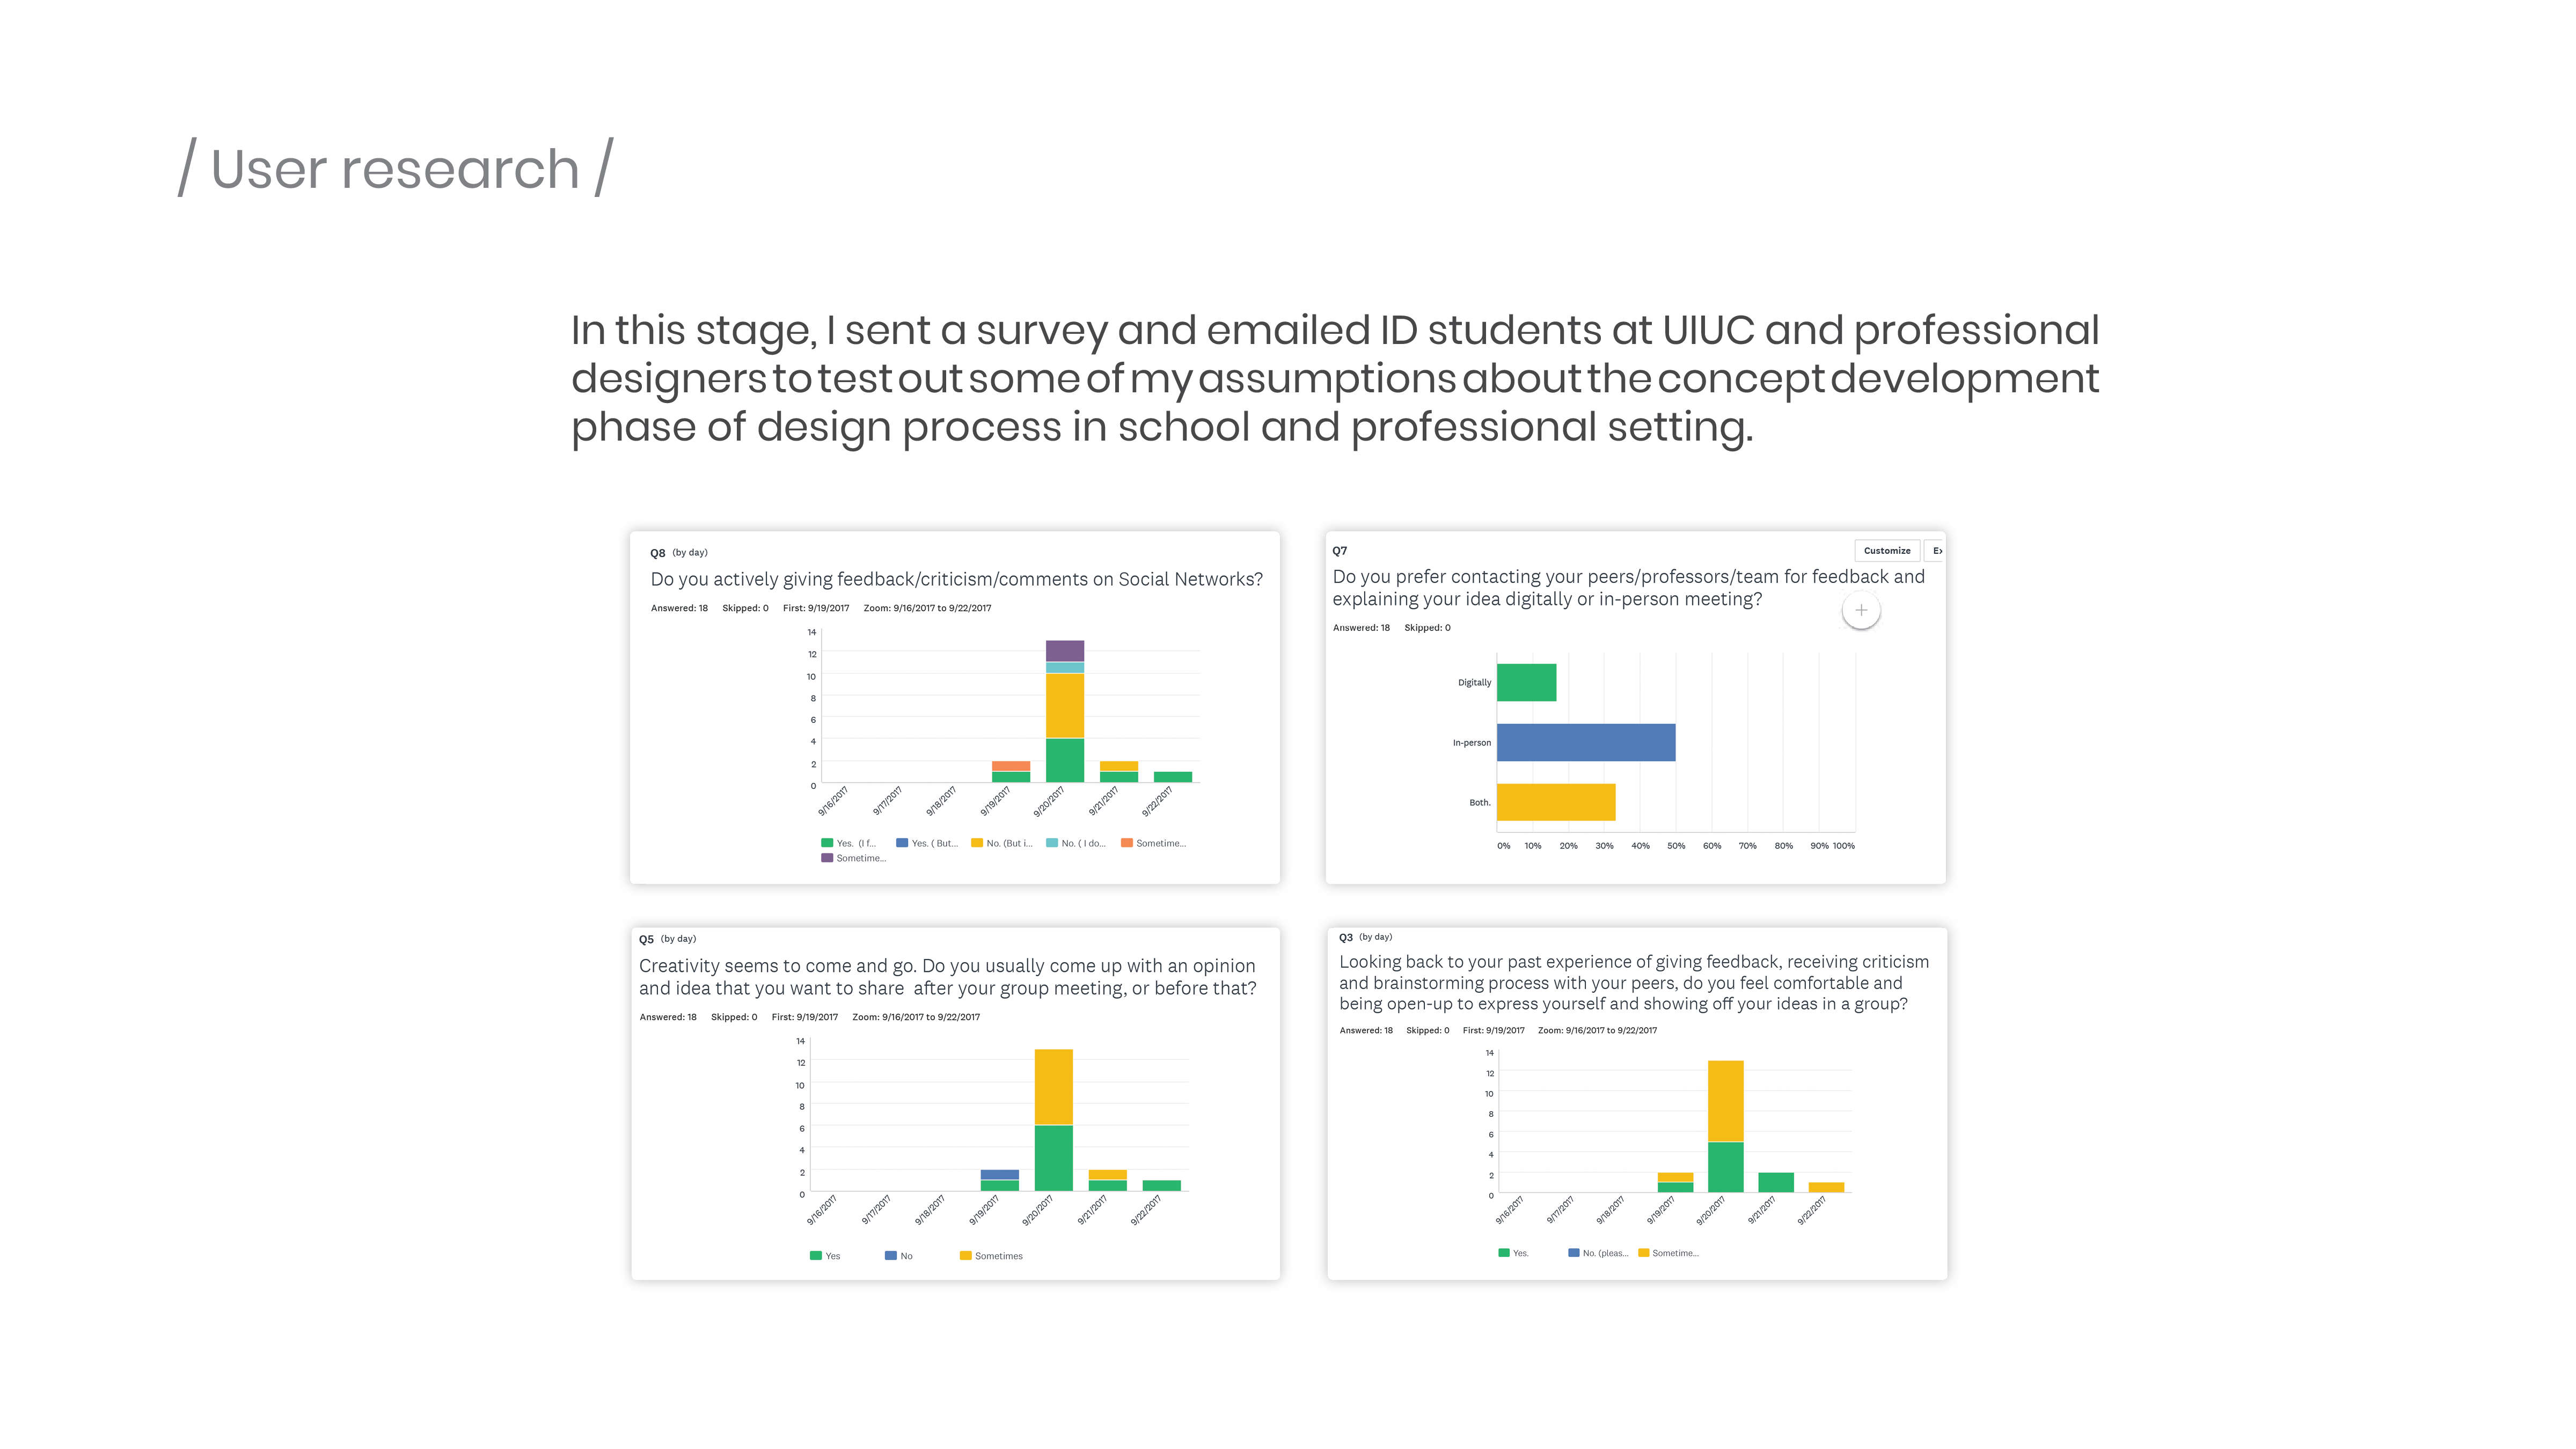 / User research /
In this stage, I sent a survey and emailed ID students at UIUC and professional
designers to test out some of my assumptions about the concept development
phase of design process in school and professional setting.
Q8 (by day)
Do you actively giving feedback/criticism/comments on Social Networks?
Answered: 18 Skipped: 0 First: 9/19/2017 Zoom: 9/16/2017 to 9/22/2017
14
12
10
8
6
4
2
0
9/16/2017 9/17/2017 9/18/2017 9/19/2017 9/20/2017 9/21/2017 9/22/2017
Yes. (I f... Yes. ( But... No. (But i... No. ( I do... Sometime...
Sometime...
Q7
Customize Ex
Do you prefer contacting your peers/professors/team for feedback and
explaining your idea digitally or in-person meeting?
Answered: 18 Skipped: 0
Digitally
In-person
Both.
0% 10% 20% 30% 40% 50% 60% 70% 80% 90% 100%
Q5 (by day)
Creativity seems to come and go. Do you usually come up with an opinion
and idea that you want to share after your group meeting, or before that?
Answered: 18 Skipped: 0 First: 9/19/2017 Zoom: 9/16/2017 to 9/22/2017
14
12
10
8
6
4
2
0
9/16/2017 9/17/2017 9/18/2017 9/19/2017 9/20/2017 9/21/2017 9/22/2017
Yes No Sometimes
Q3 (by day)
Looking back to your past experience of giving feedback, receiving criticism
and brainstorming process with your peers, do you feel comfortable and
being open-up to express yourself and showing off your ideas in a group?
Answered: 18 Skipped: 0 First: 9/19/2017 Zoom: 9/16/2017 to 9/22/2017
14
12
10
8
6
4
2
0
9/16/2017 9/17/2017 9/18/2017 9/19/2017 9/20/2017 9/21/2017 9/22/2017
Yes. No. (pleas... Sometime...